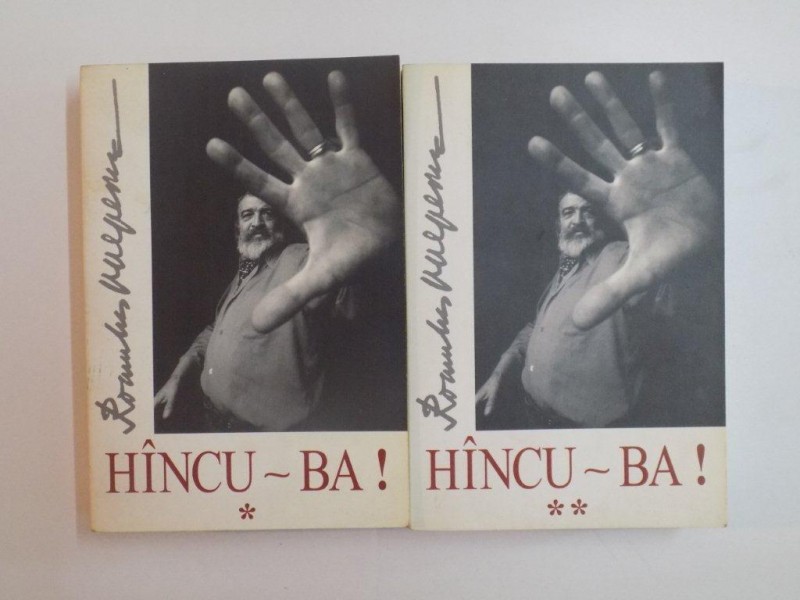 Romulus Vulpescu
HÎNCU ~ BA !
*
Romulus Vulpescu
HÎNCU ~ BA !
**